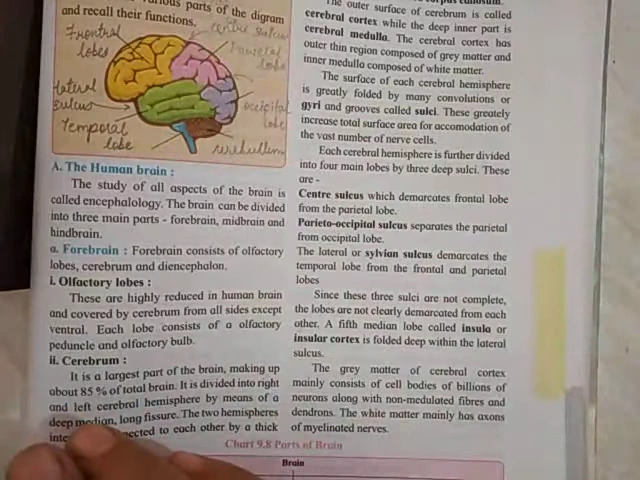 various parts of the digram
and recall their functions.
Frontral
lobes
centre sulcus
Parietal
lobe
lateral
sulcus
occipital
lobe
Temporal
lobe
A. The Human brain :
The study of all aspects of the brain is
called encephalology. The brain can be divided
into three main parts - forebrain, midbrain and
hindbrain.
a. Forebrain : Forebrain consists of olfactory
lobes, cerebrum and diencephalon.
i. Olfactory lobes :
These are highly reduced in human brain
and covered by cerebrum from all sides except
ventral. Each lobe consists of a olfactory
peduncle and olfactory bulb.
ii. Cerebrum :
It is a largest part of the brain, making up
about 85 % of total brain. It is divided into right
and left cerebral hemisphere by means of a
deep median, long fissure. The two hemispheres
to each other by a thick
The outer surface of cerebrum is called
cerebral cortex while the deep inner part is
cerebral medulla. The cerebral cortex has
outer thin region composed of grey matter and
inner medulla composed of white matter.
The surface of each cerebral hemisphere
is greatly folded by many convolutions or
gyri and grooves called sulci. These greatly
increase total surface area for accomodation of
the vast number of nerve cells.
Each cerebral hemisphere is further divided
into four main lobes by three deep sulci. These
are -
Centre sulcus which demarcates frontal lobe
from the parietal lobe.
Parieto-occipital sulcus separates the parietal
from occipital lobe.
The lateral or sylvian sulcus demarcates the
temporal lobe from the frontal and parietal
lobes
Since these three sulci are not complete,
the lobes are not clearly demarcated from each
other. A fifth median lobe called insula or
insular cortex is folded deep within the lateral
sulcus.
The grey matter of cerebral cortex
mainly consists of cell bodies of billions of
neurons along with non-medulated fibres and
dendrons. The white matter mainly has axons
of myelinated nerves.
Chart 9.8 Parts of Brain
Brain